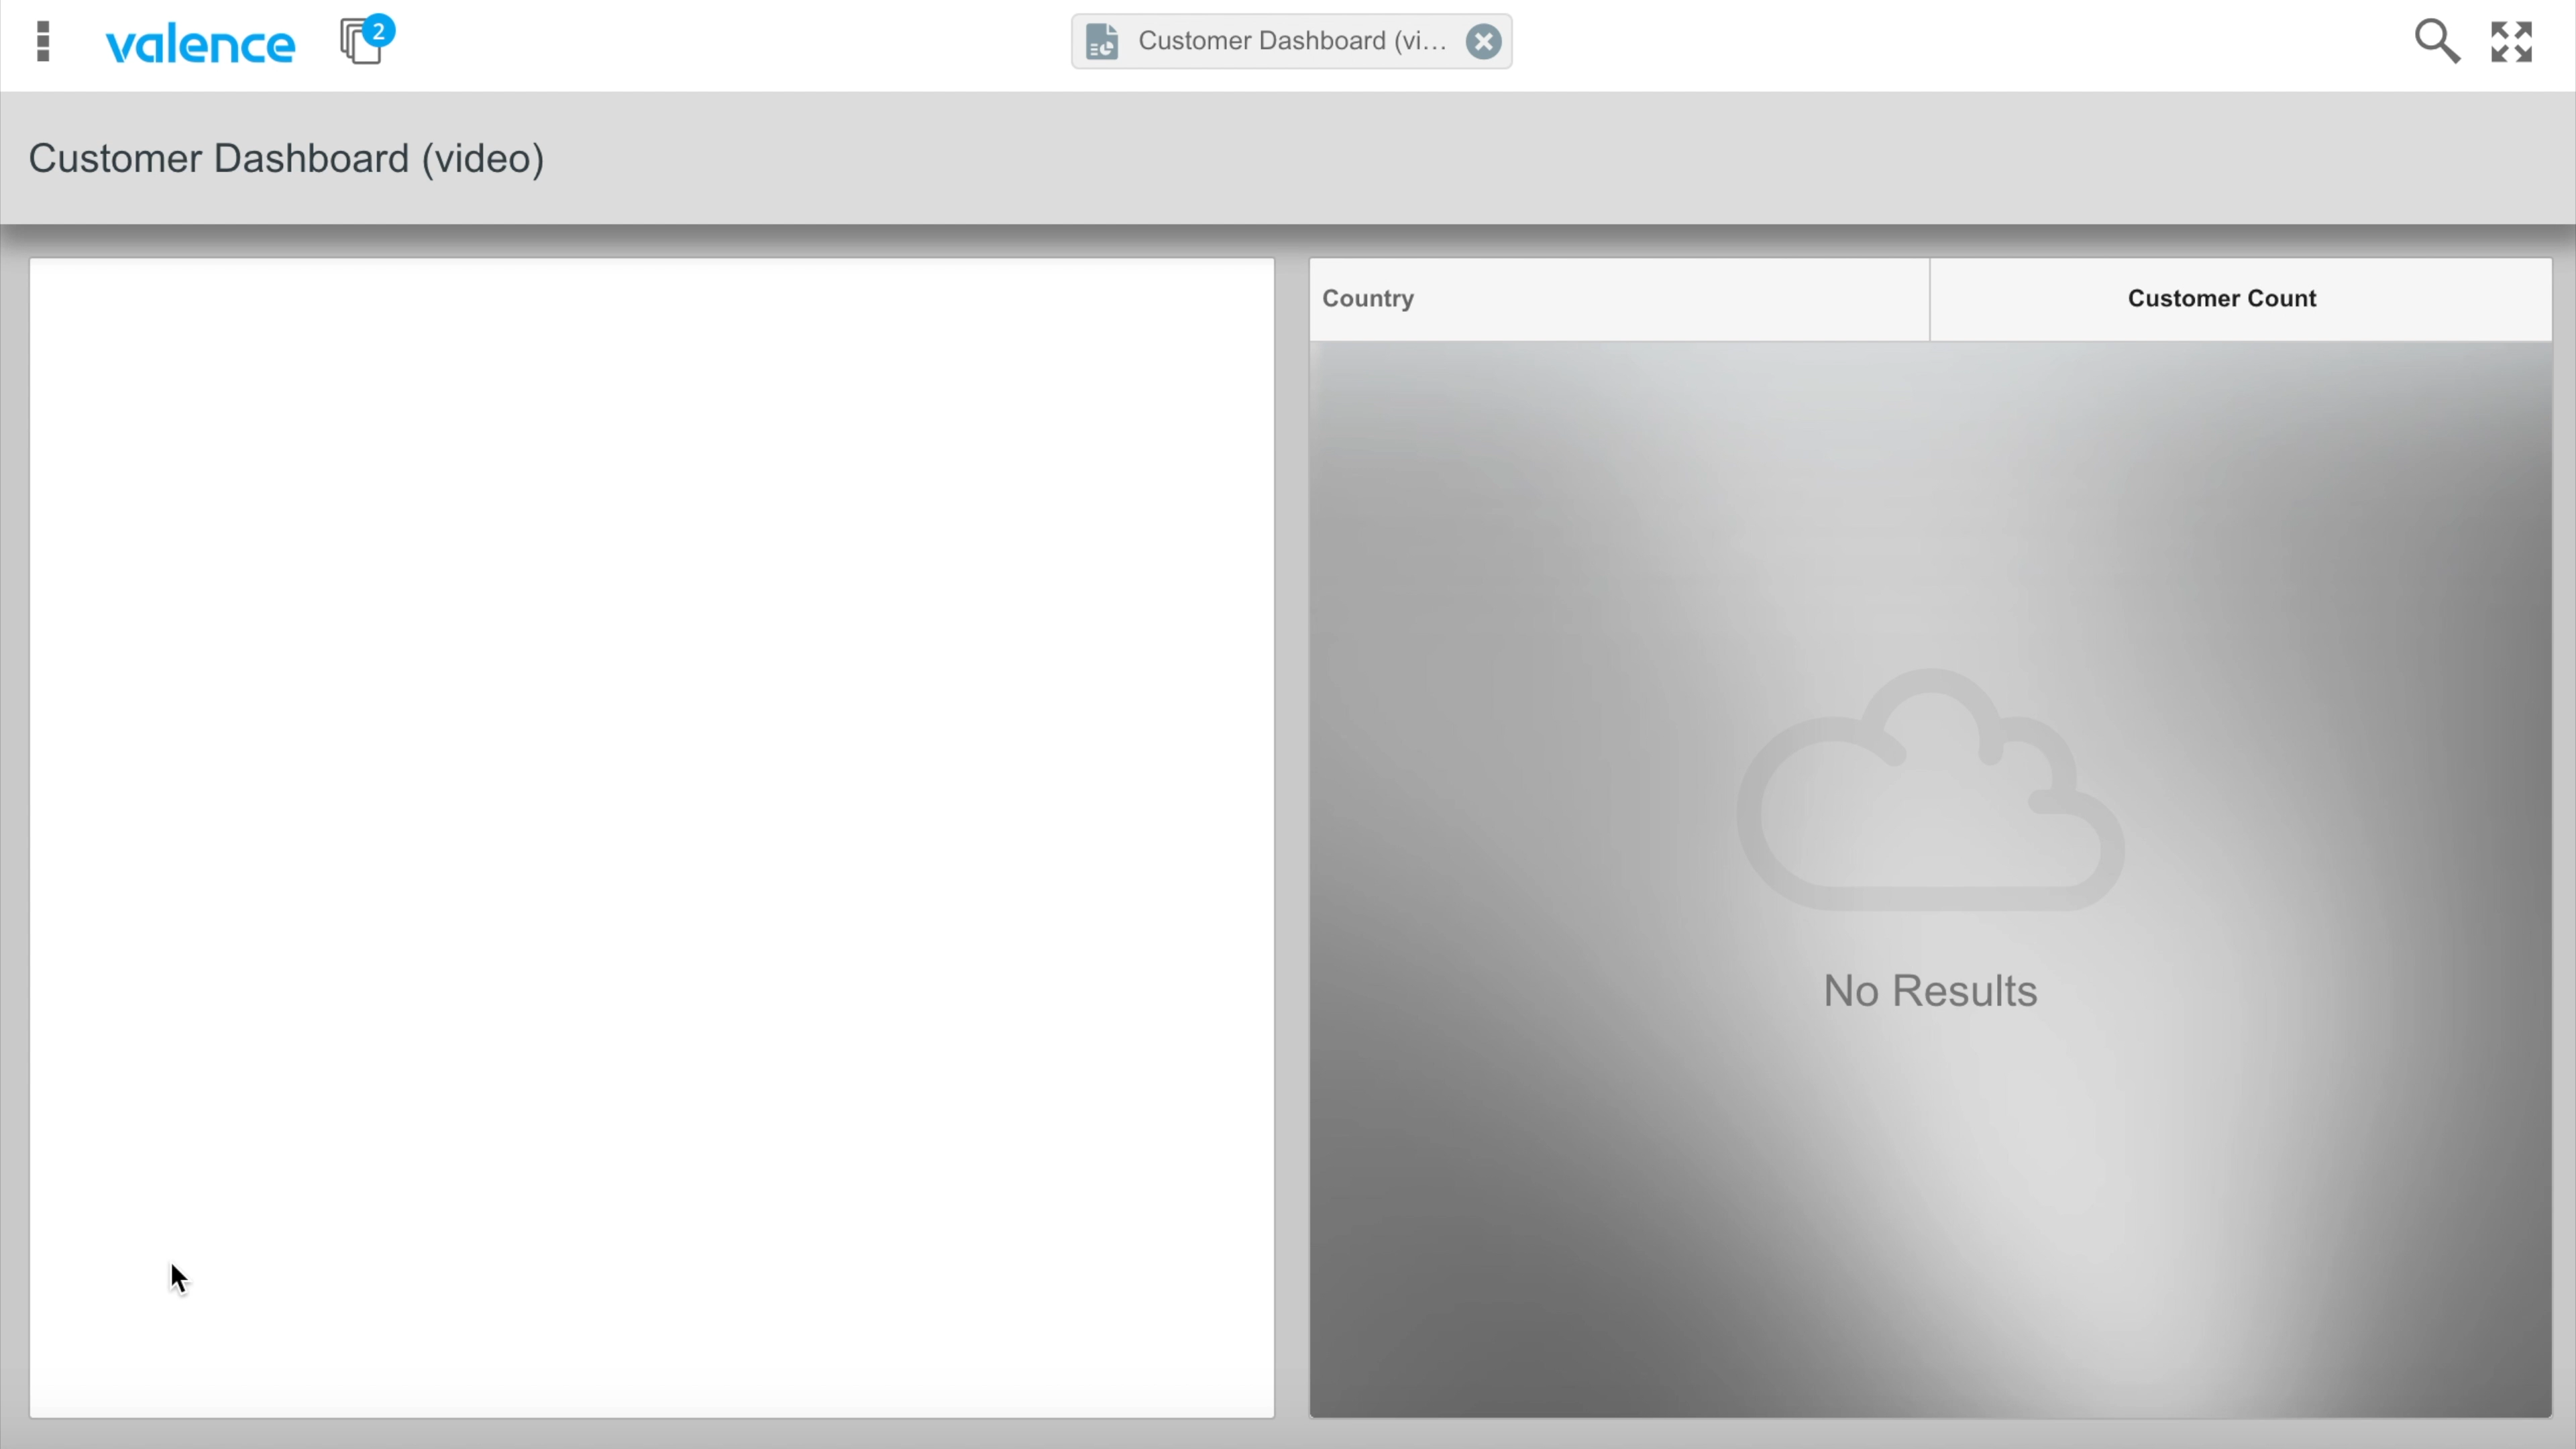 valence
2
Customer Dashboard (vi...
Customer Dashboard (video)
Country
Customer Count
No Results